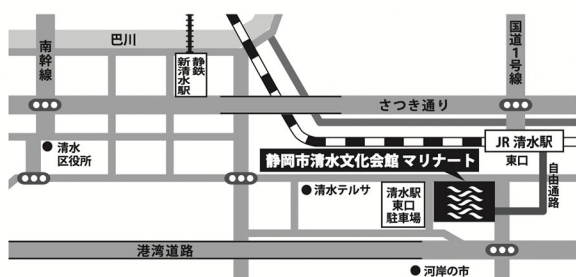 巴川
南幹線
静鉄
新清水駅
国道1号線
さつき通り
清水
区役所
JR 清水駅
東口
静岡市清水文化会館 マリナート
自由通路
清水テルサ
清水駅
東口
駐車場
港湾道路
河岸の市